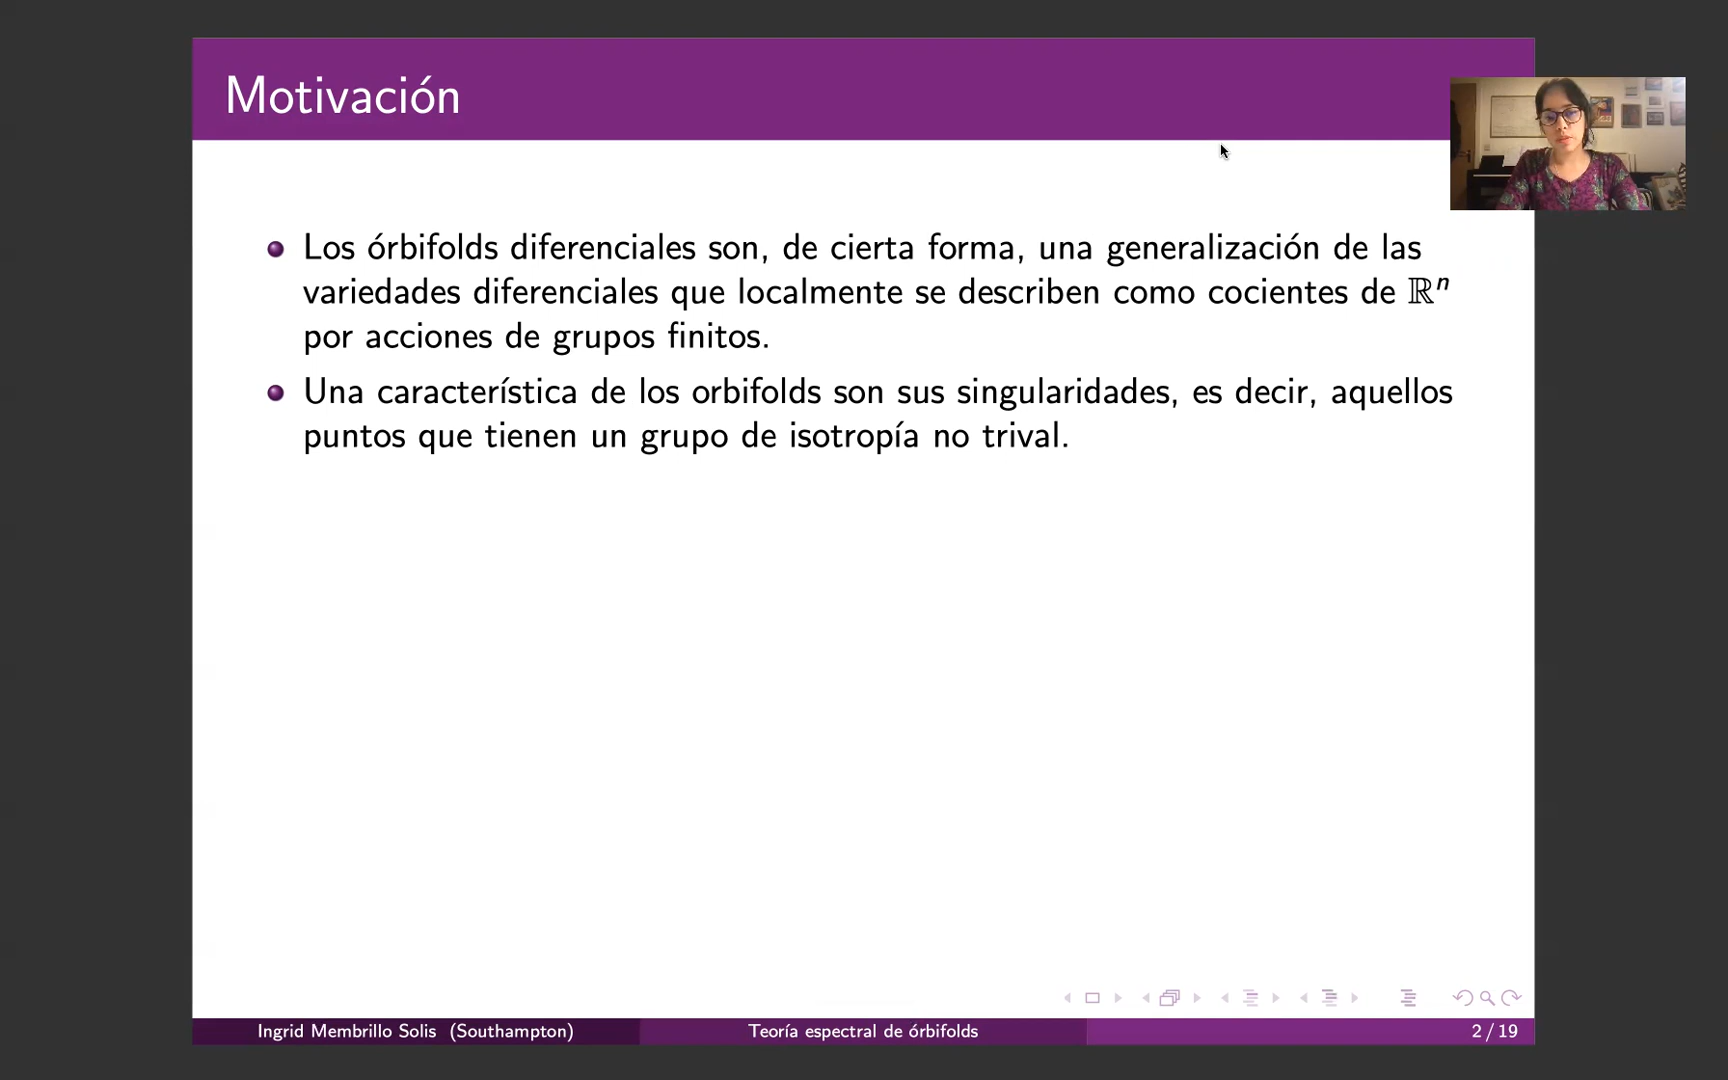 Motivación
Los órbifolds diferenciales son, de cierta forma, una generalización de las
variedades diferenciales que localmente se describen como cocientes de ℝⁿ
por acciones de grupos finitos.
Una característica de los orbifolds son sus singularidades, es decir, aquellos
puntos que tienen un grupo de isotropía no trival.
Ingrid Membrillo Solis (Southampton)
Teoría espectral de órbifolds
2 / 19